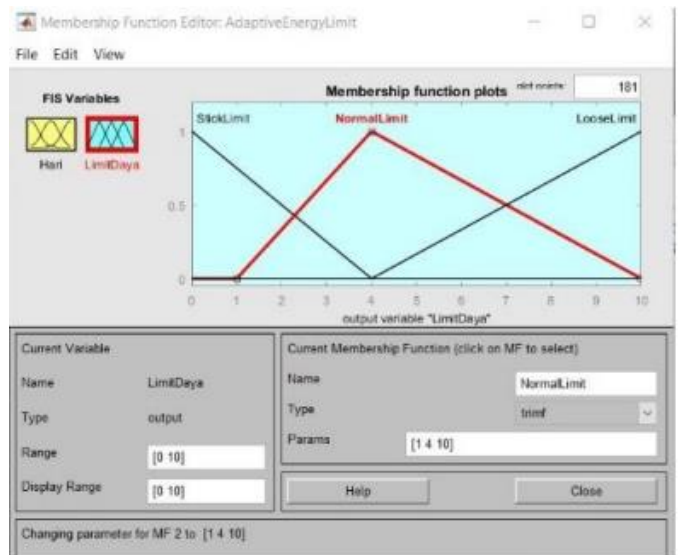 Membership Function Editor: AdaptiveEnergyLimit
File Edit View
FIS Variables
Hari LimitDaya
Membership function plots
plot points: 181
StickLimit NormalLimit LooseLimit
1
0.5
0
0 1 2 3 4 5 6 7 8 9 10
output variable "LimitDaya"
Current Variable
Name LimitDaya
Type output
Range [0 10]
Display Range [0 10]
Current Membership Function (click on MF to select)
Name NormalLimit
Type trimf
Params [1 4 10]
Help Close
Changing parameter for MF 2 to [1 4 10]